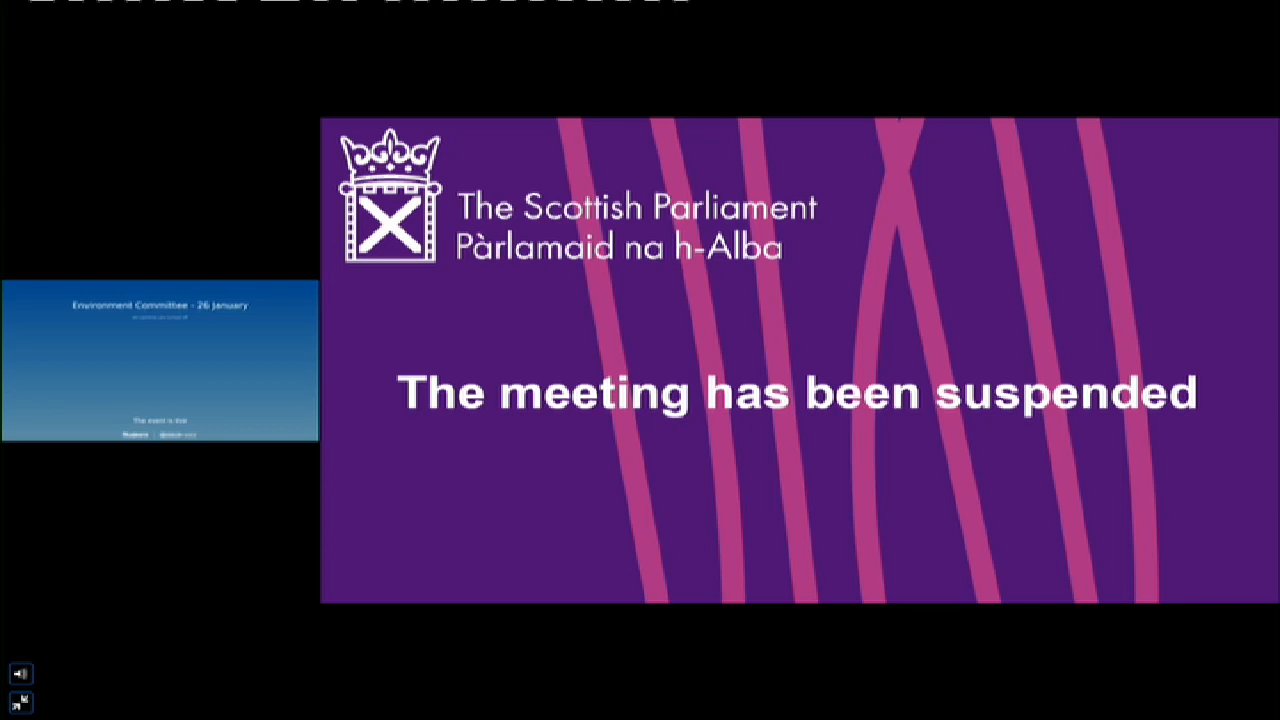 The Scottish Parliament
Pàrlamaid na h-Alba
Environment Committee - 26 January
The meeting has been suspended
The event is live